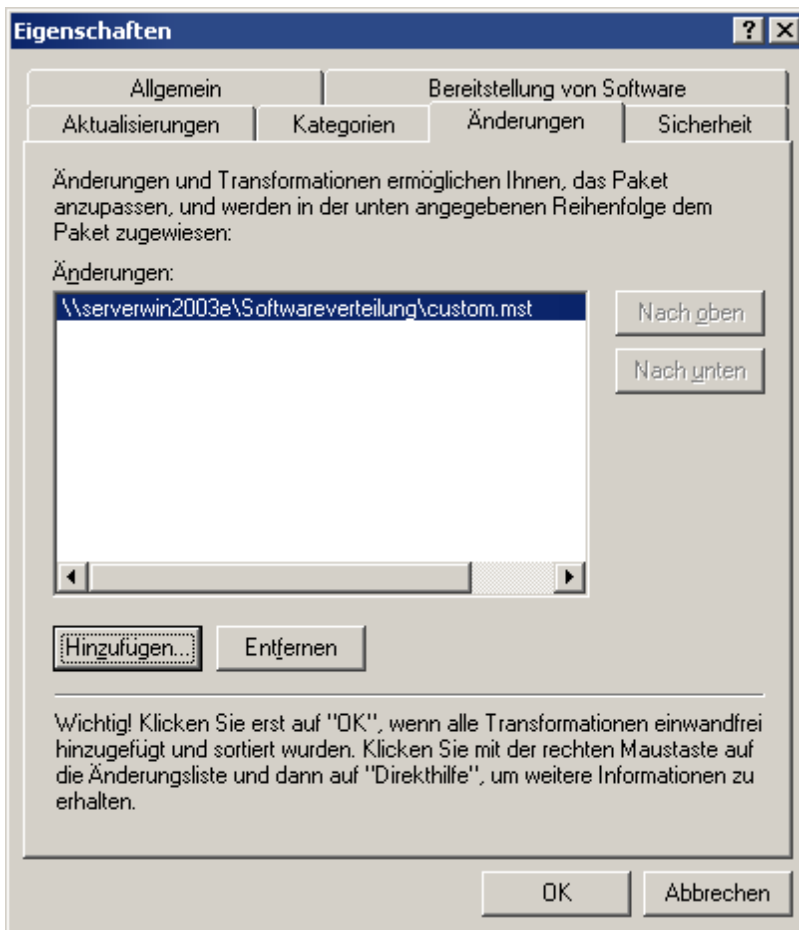 Eigenschaften
Allgemein
Bereitstellung von Software
Aktualisierungen
Kategorien
Änderungen
Sicherheit
Änderungen und Transformationen ermöglichen Ihnen, das Paket
anzupassen, und werden in der unten angegebenen Reihenfolge dem
Paket zugewiesen:
Änderungen:
\\serverwin2003e\Softwareverteilung\custom.mst
Nach oben
Nach unten
Hinzufügen...
Entfernen
Wichtig! Klicken Sie erst auf "OK", wenn alle Transformationen einwandfrei
hinzugefügt und sortiert wurden. Klicken Sie mit der rechten Maustaste auf
die Änderungsliste und dann auf "Direkthilfe", um weitere Informationen zu
erhalten.
OK
Abbrechen